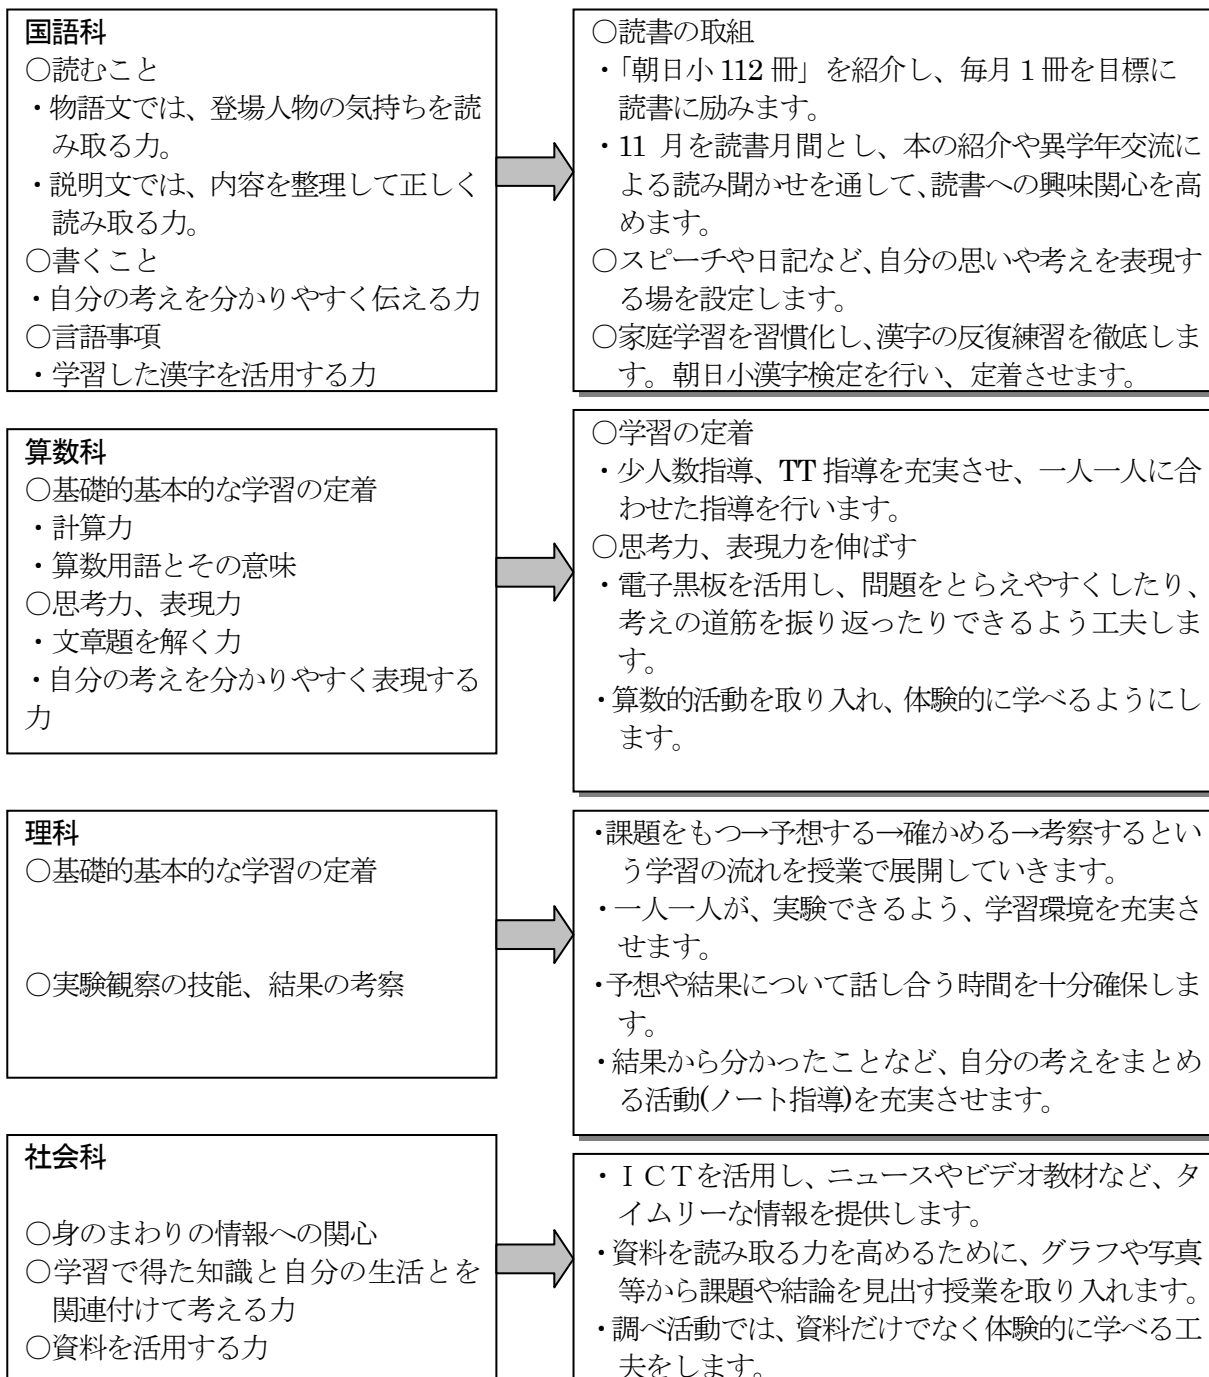 国語科
○読むこと
・物語文では、登場人物の気持ちを読
み取る力。
・説明文では、内容を整理して正しく
読み取る力。
○書くこと
・自分の考えを分かりやすく伝える力
○言語事項
・学習した漢字を活用する力
○読書の取組
・「朝日小 112 冊」を紹介し、毎月 1 冊を目標に
読書に励みます。
・11 月を読書月間とし、本の紹介や異学年交流に
よる読み聞かせを通して、読書への興味関心を高
めます。
○スピーチや日記など、自分の思いや考えを表現す
る場を設定します。
○家庭学習を習慣化し、漢字の反復練習を徹底しま
す。朝日小漢字検定を行い、定着させます。
算数科
○基礎的基本的な学習の定着
・計算力
・算数用語とその意味
○思考力、表現力
・文章題を解く力
・自分の考えを分かりやすく表現する
力
○学習の定着
・少人数指導、TT 指導を充実させ、一人一人に合
わせた指導を行います。
○思考力、表現力を伸ばす
・電子黒板を活用し、問題をとらえやすくしたり、
考えの道筋を振り返ったりできるよう工夫しま
す。
・算数的活動を取り入れ、体験的に学べるようにし
ます。
理科
○基礎的基本的な学習の定着
○実験観察の技能、結果の考察
・課題をもつ→予想する→確かめる→考察するとい
う学習の流れを授業で展開していきます。
・一人一人が、実験できるよう、学習環境を充実さ
せます。
・予想や結果について話し合う時間を十分確保しま
す。
・結果から分かったことなど、自分の考えをまとめ
る活動(ノート指導)を充実させます。
社会科
○身のまわりの情報への関心
○学習で得た知識と自分の生活とを
関連付けて考える力
○資料を活用する力
・ＩＣＴを活用し、ニュースやビデオ教材など、タ
イムリーな情報を提供します。
・資料を読み取る力を高めるために、グラフや写真
等から課題や結論を見出す授業を取り入れます。
・調べ活動では、資料だけでなく体験的に学べる工
夫をします。